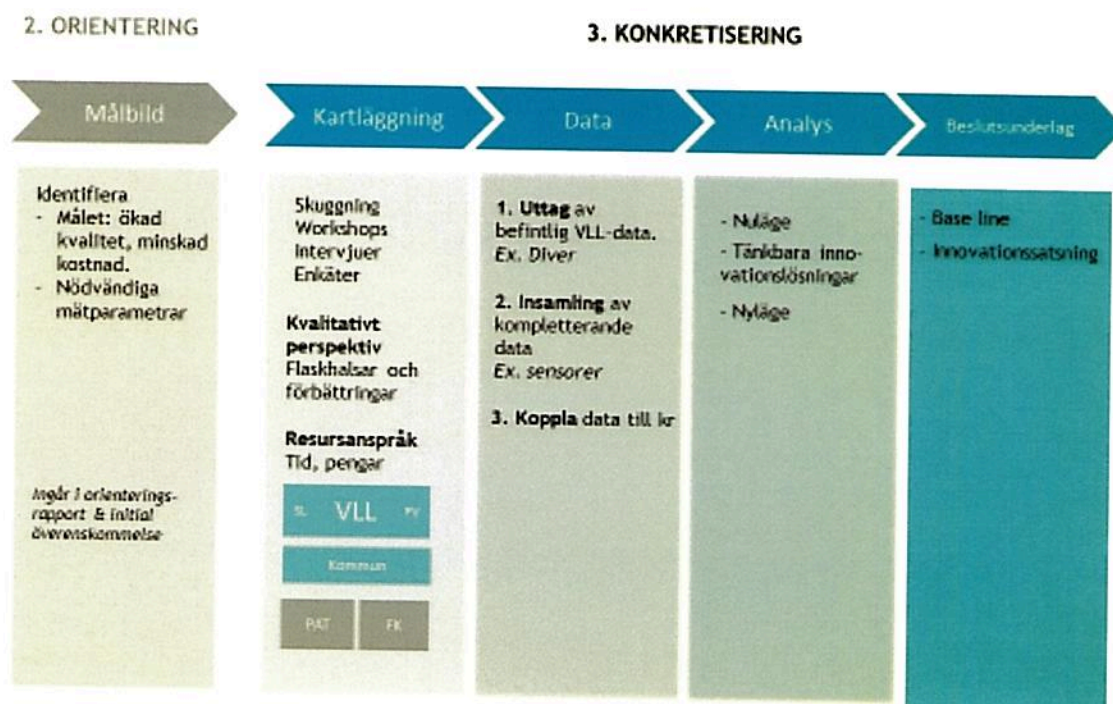 2. ORIENTERING
3. KONKRETISERING
Målbild
Identifiera
- Målet: ökad
kvalitet, minskad
kostnad.
- Nödvändiga
mätparametrar
Ingår i orienterings-
rapport & initial
överenskommelse
Kartläggning
Skuggning
Workshops
Intervjuer
Enkäter
Kvalitativt
perspektiv
Flaskhalsar och
förbättringar
Resursanspråk
Tid, pengar
SL VLL PV
Kommun
PAT FK
Data
1. Uttag av
befintlig VLL-data.
Ex. Diver
2. Insamling av
kompletterande
data
Ex. sensorer
3. Koppla data till kr
Analys
- Nuläge
- Tänkbara inno-
vationslösningar
- Nyläge
Beslutsunderlag
- Base line
- Innovationssatsning